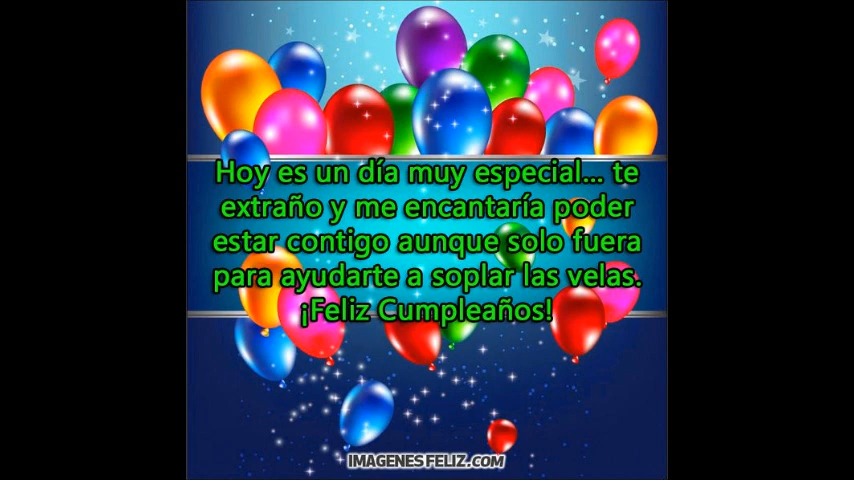 Hoy es un día muy especial... te
extraño y me encantaría poder
estar contigo aunque solo fuera
para ayudarte a soplar las velas.
¡Feliz Cumpleaños!
IMAGENESFELIZ.COM